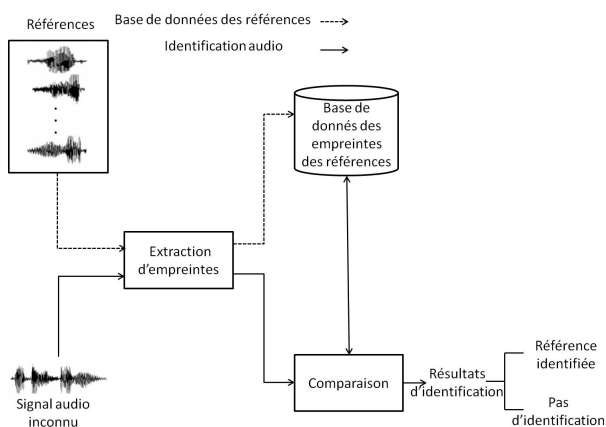 Références
Base de données des références
Identification audio
Base de
donnés des
empreintes
des références
Extraction
d'empreintes
Signal audio
inconnu
Comparaison
Résultats
d'identification
Référence
identifiée
Pas
d'identification